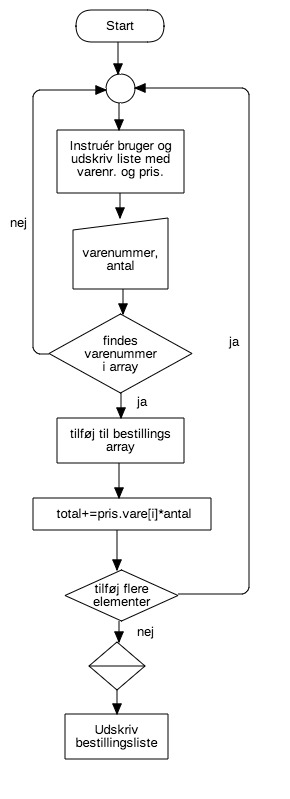 Start
Instruér bruger og
udskriv liste med
varenr. og pris.
nej
varenummer,
antal
findes
varenummer
i array
ja
ja
tilføj til bestillings
array
total+=pris.vare[i]*antal
tilføj flere
elementer
nej
Udskriv
bestillingsliste